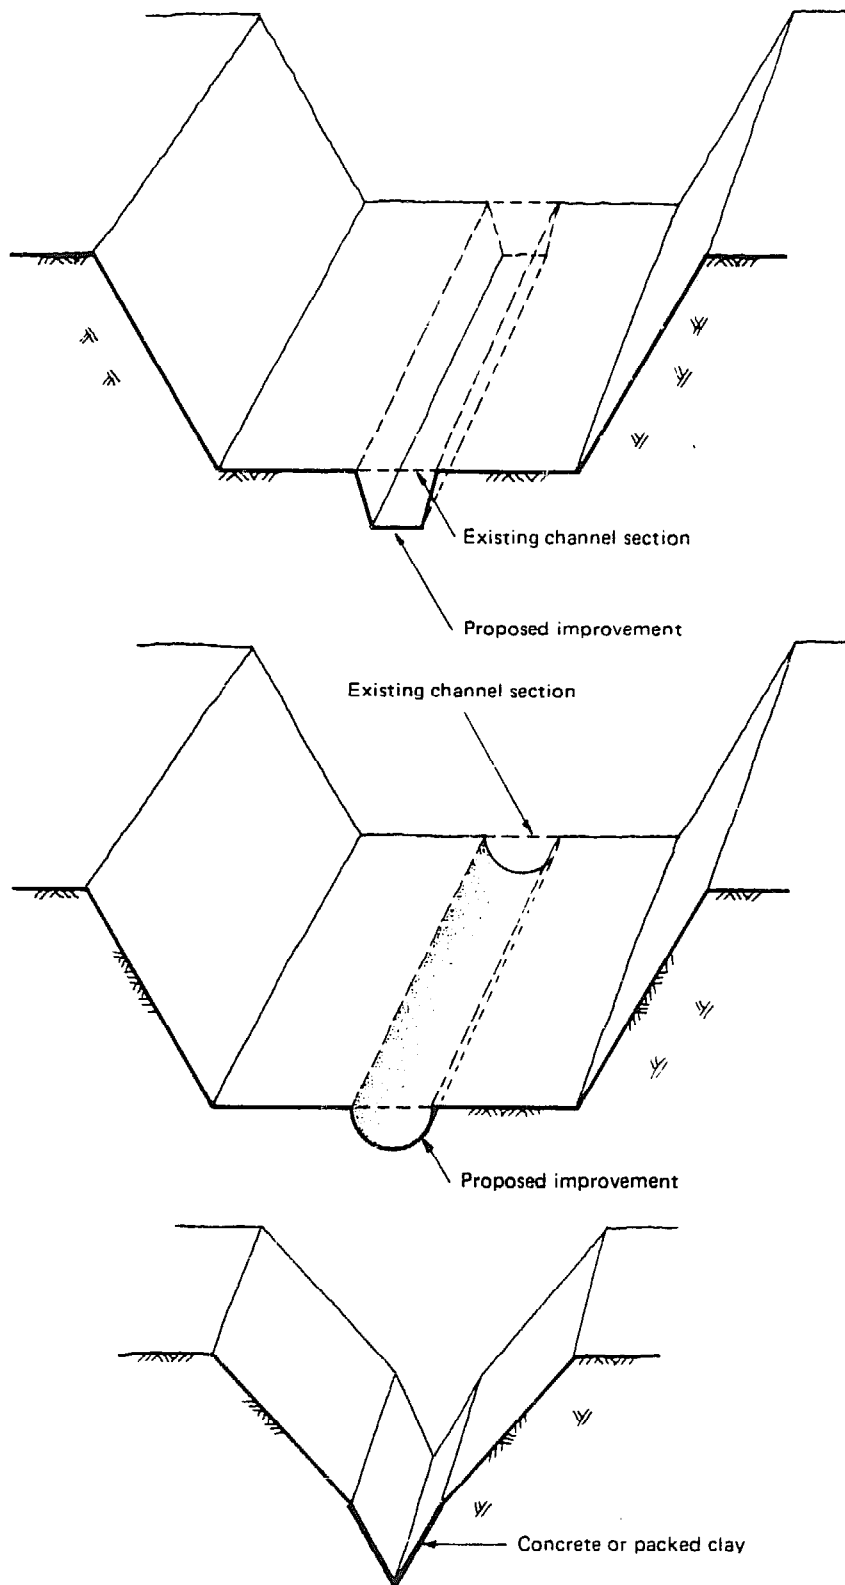 Existing channel section
Proposed improvement
Existing channel section
Proposed improvement
Concrete or packed clay